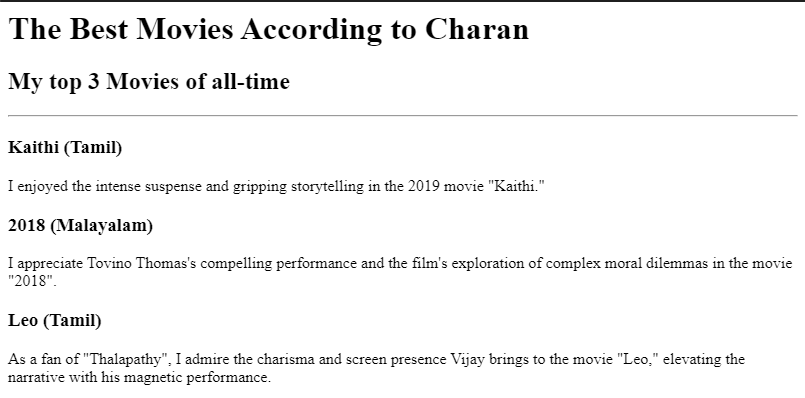 The Best Movies According to Charan
My top 3 Movies of all-time
Kaithi (Tamil)
I enjoyed the intense suspense and gripping storytelling in the 2019 movie "Kaithi."
2018 (Malayalam)
I appreciate Tovino Thomas's compelling performance and the film's exploration of complex moral dilemmas in the movie
"2018".
Leo (Tamil)
As a fan of "Thalapathy", I admire the charisma and screen presence Vijay brings to the movie "Leo," elevating the
narrative with his magnetic performance.